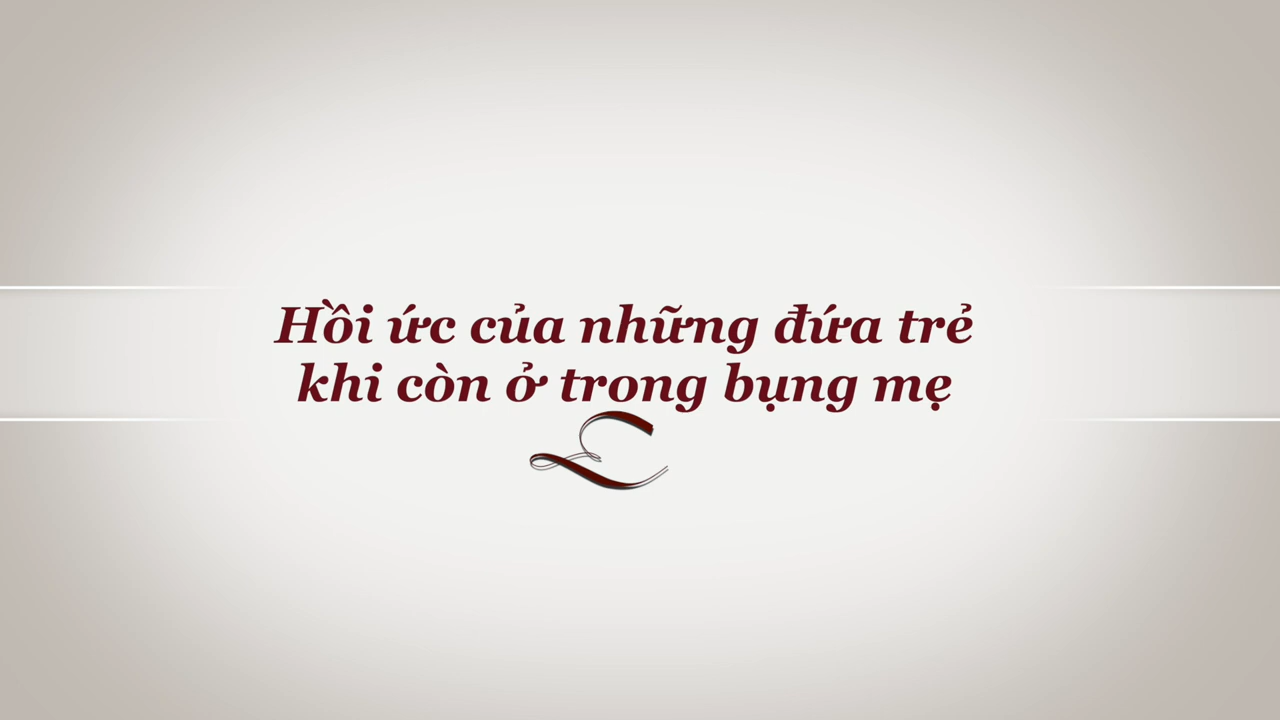 Hồi ức của những đứa trẻ
khi còn ở trong bụng mẹ